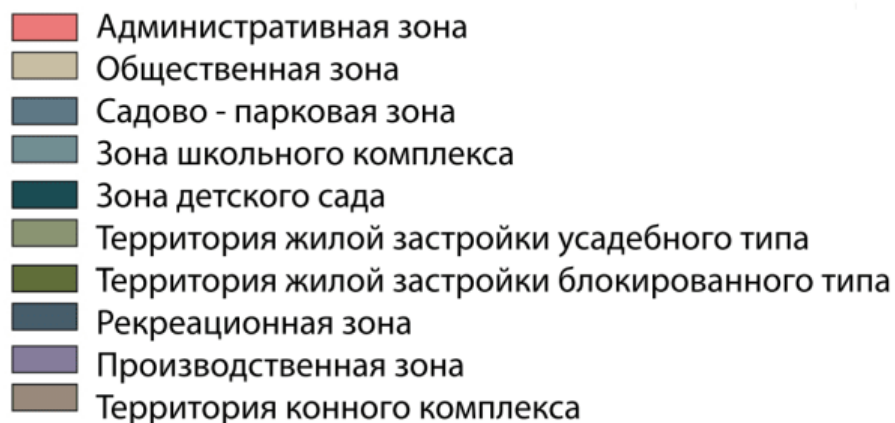 Административная зона
Общественная зона
Садово - парковая зона
Зона школьного комплекса
Зона детского сада
Территория жилой застройки усадебного типа
Территория жилой застройки блокированного типа
Рекреационная зона
Производственная зона
Территория конного комплекса